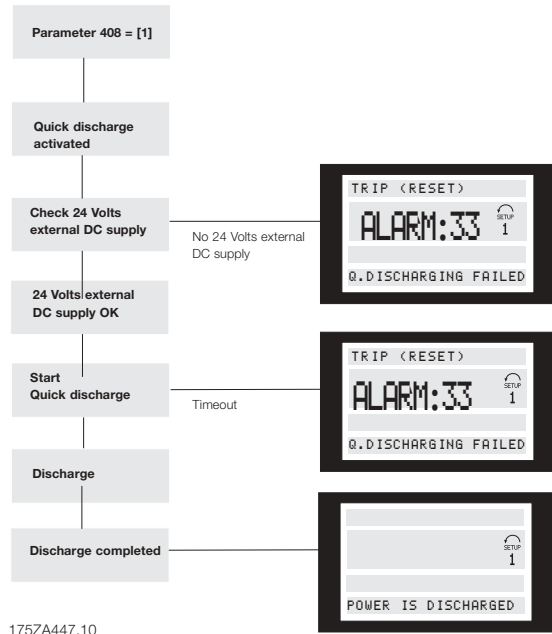 Parameter 408 = [1]
Quick discharge
activated
Check 24 Volts
external DC supply
No 24 Volts external
DC supply
TRIP (RESET)
ALARM:33
SETUP
1
Q.DISCHARGING FAILED
24 Volts external
DC supply OK
Start
Quick discharge
Timeout
TRIP (RESET)
ALARM:33
SETUP
1
Q.DISCHARGING FAILED
Discharge
Discharge completed
SETUP
1
POWER IS DISCHARGED
175ZA447.10